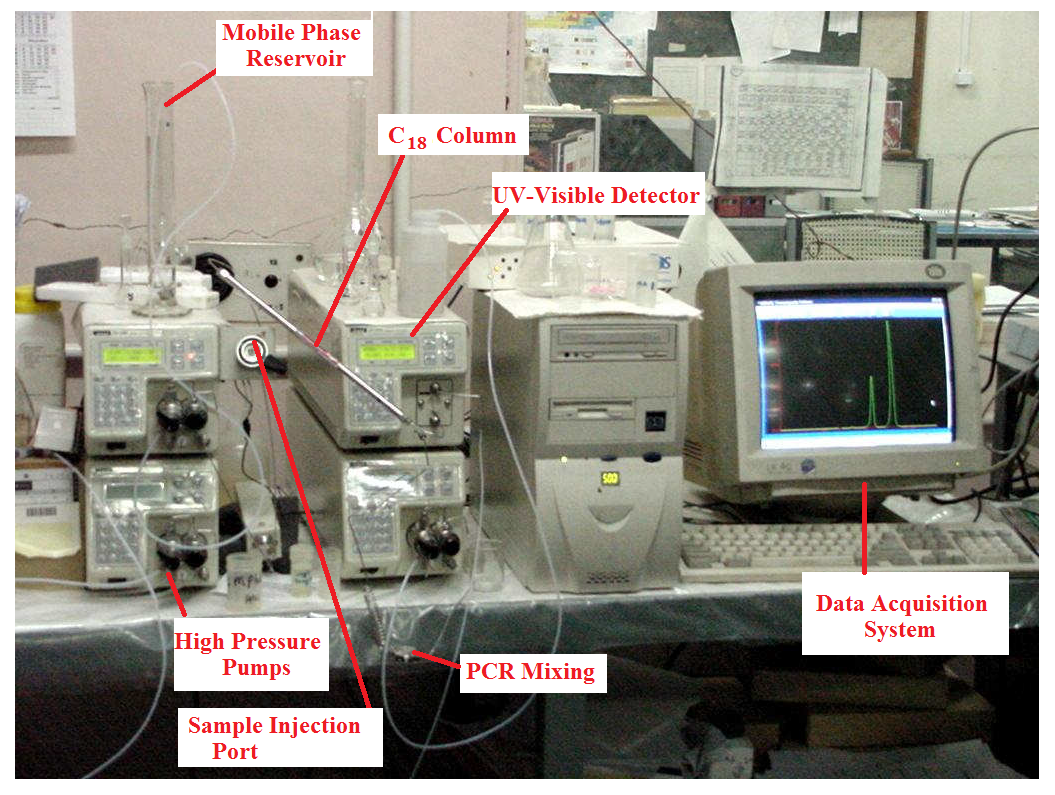 Mobile Phase
Reservoir
C18 Column
UV-Visible Detector
500
High Pressure
Pumps
Sample Injection
Port
PCR Mixing
Data Acquisition
System